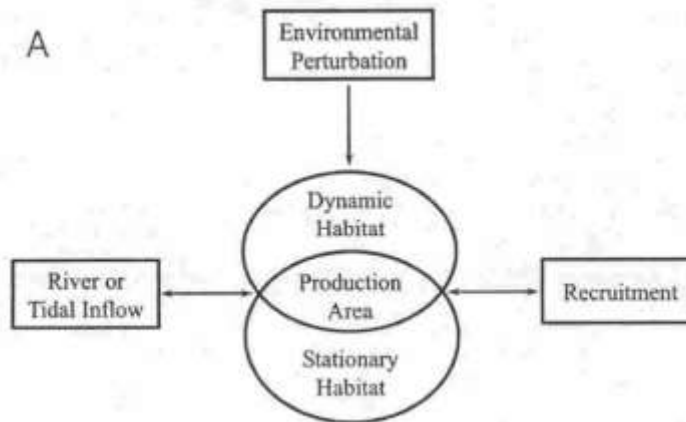 A
Environmental
Perturbation
Dynamic
Habitat
River or
Tidal Inflow
Production
Area
Recruitment
Stationary
Habitat